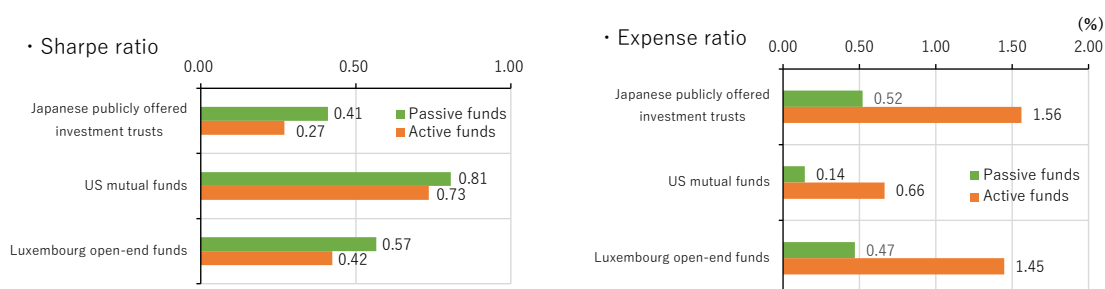 ・Sharpe ratio
0.00 0.50 1.00
Japanese publicly offered
investment trusts
0.41
0.27
Passive funds
Active funds
US mutual funds
0.81
0.73
Luxembourg open-end funds
0.57
0.42
(%)
・Expense ratio
0.00 0.50 1.00 1.50 2.00
Japanese publicly offered
investment trusts
0.52
1.56
US mutual funds
0.14
0.66
Passive funds
Active funds
Luxembourg open-end funds
0.47
1.45